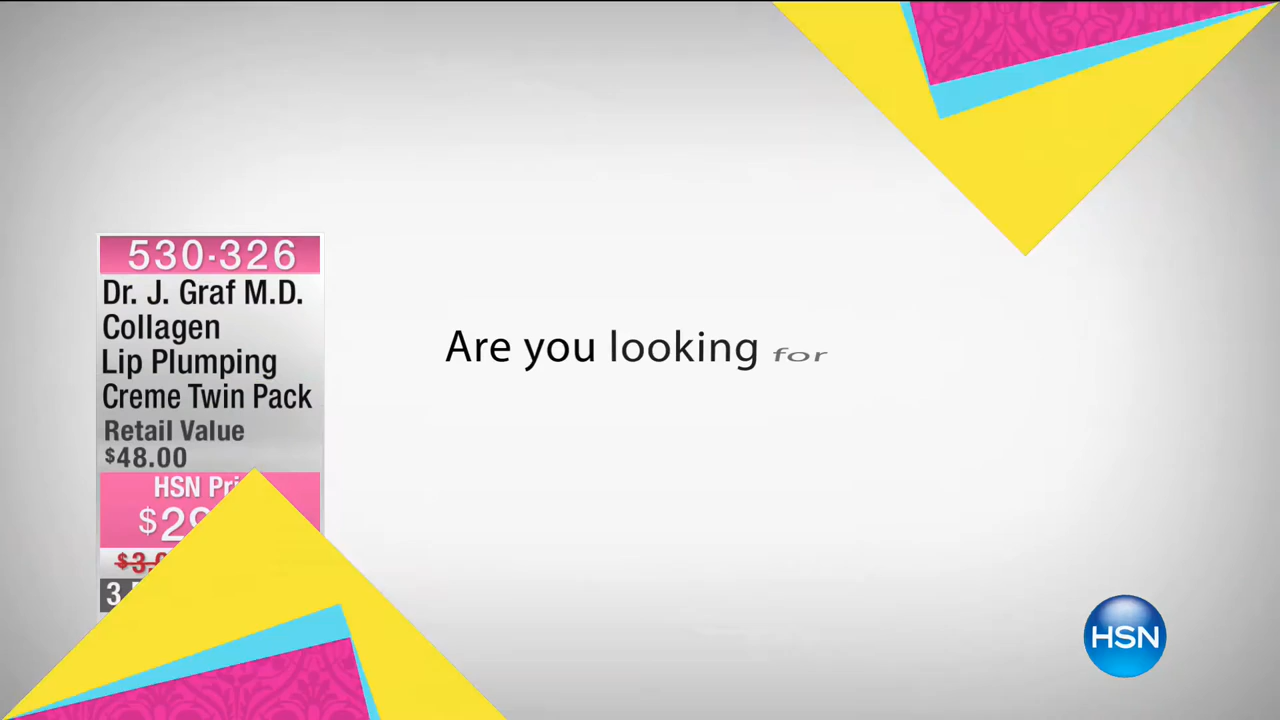 530-326
Dr. J. Graf M.D.
Collagen
Lip Plumping
Creme Twin Pack
Retail Value
$48.00
HSN
Are you looking for
HSN